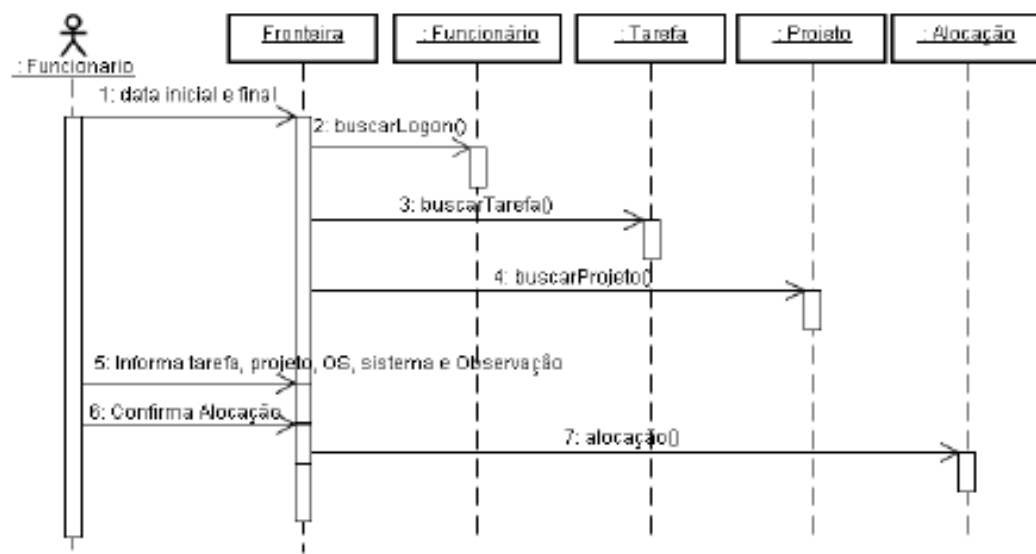 Fronteira
: Funcionário
: Tarefa
: Projeto
: Alocação
: Funcionario
1: data inicial e final
2: buscarLogon()
3: buscarTarefa()
4: buscarProjeto()
5: Informa tarefa, projeto, OS, sistema e Observação
6: Confirma Alocação
7: alocação()